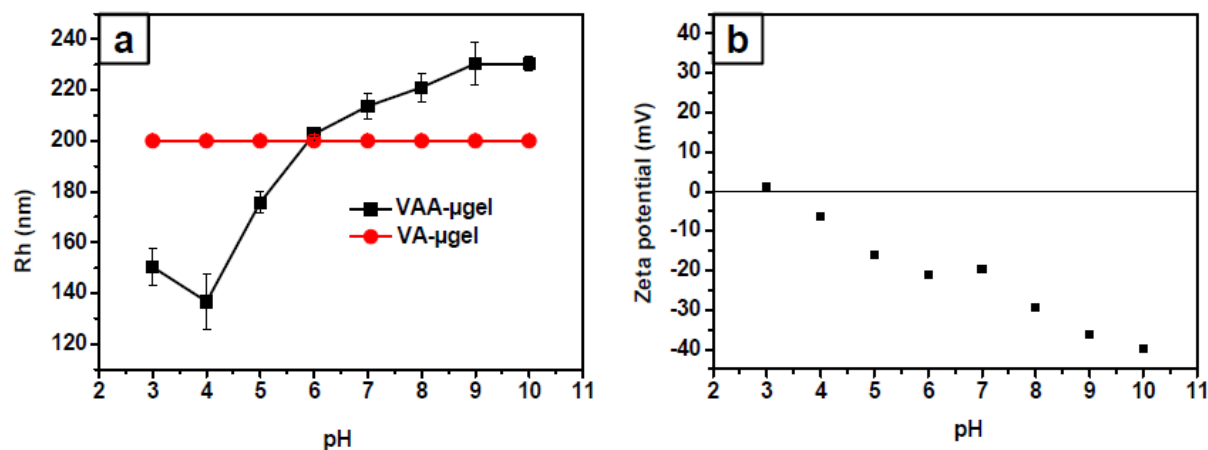 a
240
220
200
180
160
140
120
Rh (nm)
VAA-µgel
VA-µgel
2 3 4 5 6 7 8 9 10 11
pH
b
40
30
20
10
0
-10
-20
-30
-40
Zeta potential (mV)
2 3 4 5 6 7 8 9 10 11
pH